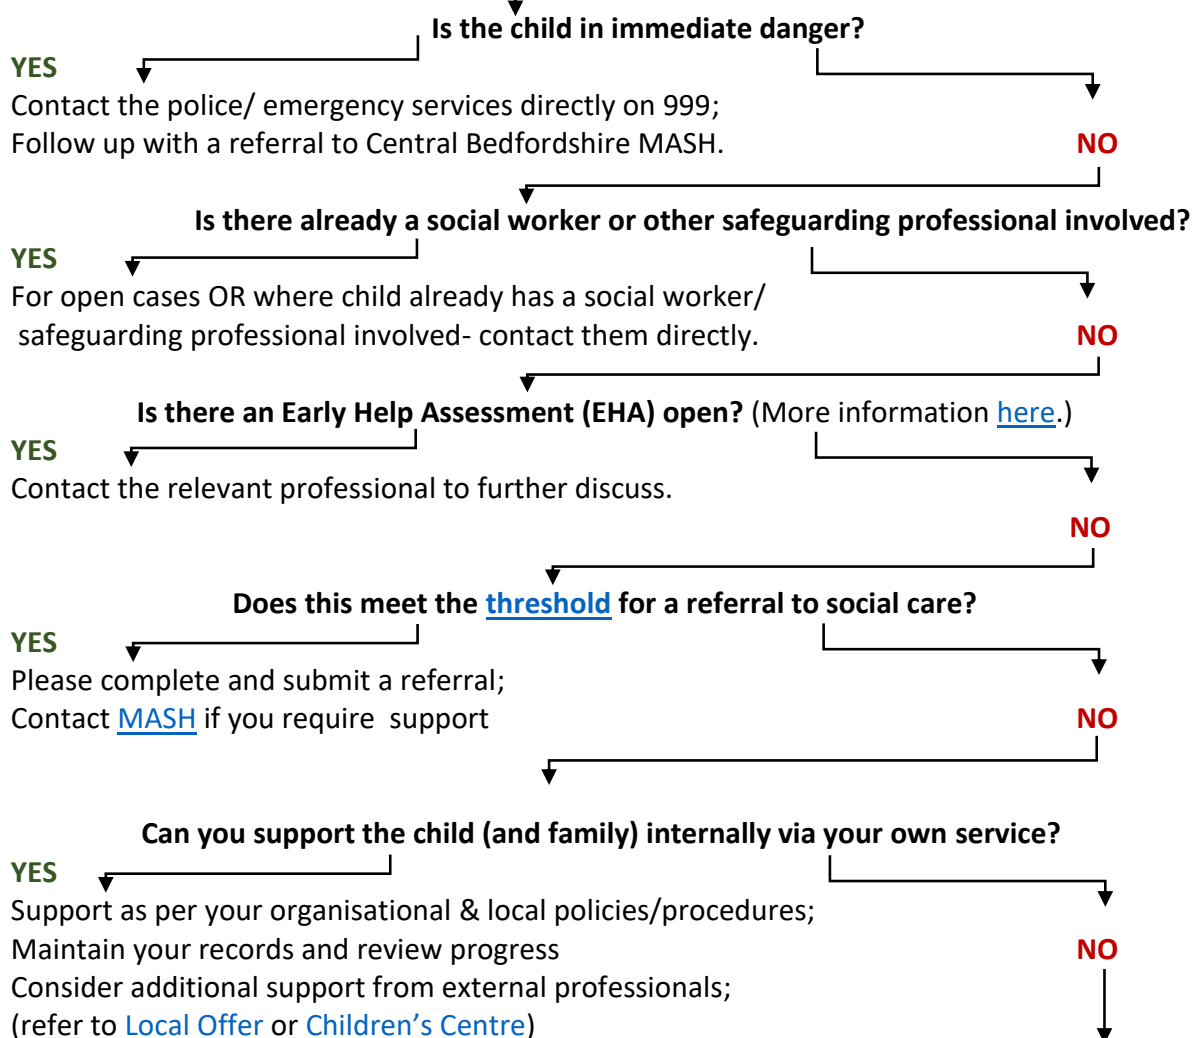 Is the child in immediate danger?
YES
Contact the police/ emergency services directly on 999;
Follow up with a referral to Central Bedfordshire MASH.
NO
Is there already a social worker or other safeguarding professional involved?
YES
For open cases OR where child already has a social worker/
safeguarding professional involved- contact them directly.
NO
Is there an Early Help Assessment (EHA) open? (More information here.)
YES
Contact the relevant professional to further discuss.
NO
Does this meet the threshold for a referral to social care?
YES
Please complete and submit a referral;
Contact MASH if you require  support
NO
Can you support the child (and family) internally via your own service?
YES
Support as per your organisational & local policies/procedures;
Maintain your records and review progress
NO
Consider additional support from external professionals;
(refer to Local Offer or Children's Centre)